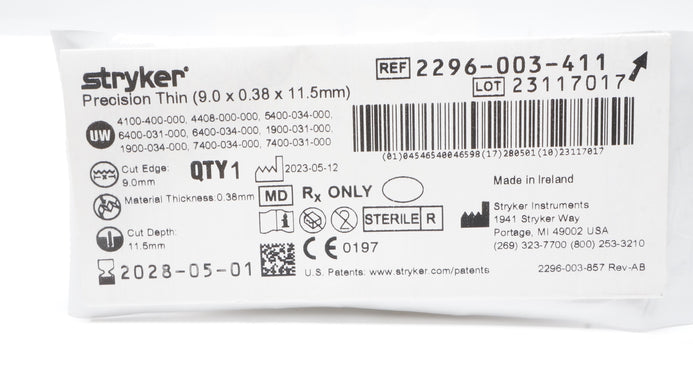 stryker®
Precision Thin (9.0 x 0.38 x 11.5mm)
REF 2296-003-411
LOT 23117017
UW
4100-400-000, 4408-000-000, 5400-034-000,
6400-031-000, 6400-034-000, 1900-031-000,
1900-034-000, 7400-034-000, 7400-031-000
(01)04546540046598(17)280501(10)23117017
Cut Edge:
9.0mm
QTY 1
2023-05-12
Material Thickness:0.38mm
MD
Rx ONLY
Cut Depth:
11.5mm
STERILE R
2028-05-01
CE 0197
U.S. Patents: www.stryker.com/patents
Made in Ireland
Stryker Instruments
1941 Stryker Way
Portage, MI 49002 USA
(269) 323-7700 (800) 253-3210
2296-003-857 Rev-AB